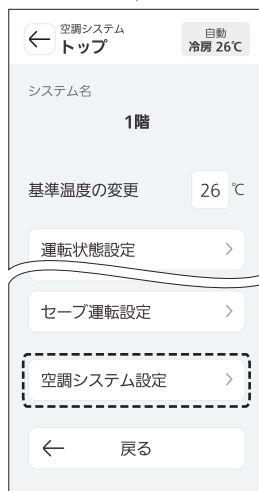 空調システム
トップ
自動
冷房 26℃
システム名
1階
基準温度の変更
26 ℃
運転状態設定
セーブ運転設定
空調システム設定
戻る